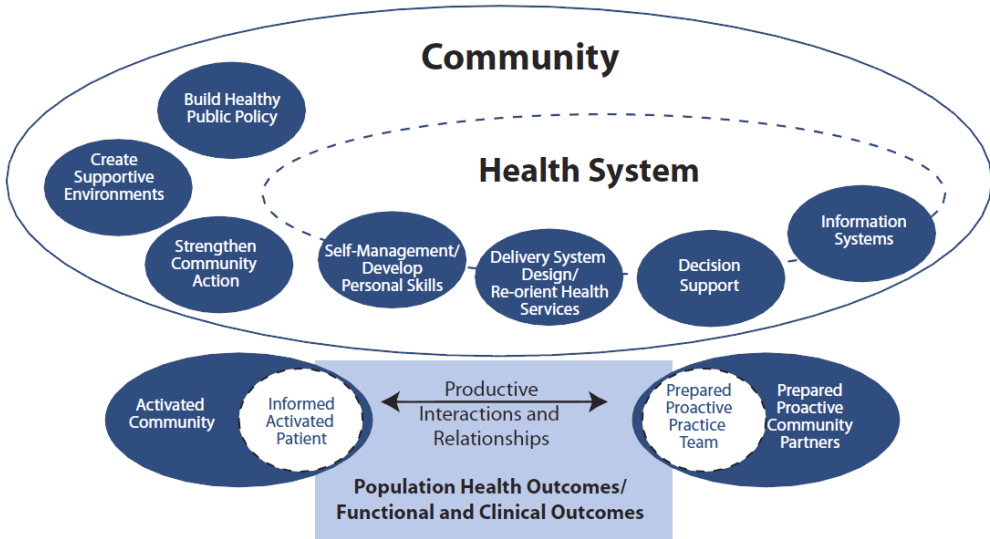 Community
Build Healthy
Public Policy
Health System
Create
Supportive
Environments
Strengthen
Community
Action
Self-Management/
Develop
Personal Skills
Delivery System
Design/
Re-orient Health
Services
Decision
Support
Information
Systems
Activated
Community
Informed
Activated
Patient
Productive
Interactions and
Relationships
Prepared
Proactive
Practice
Team
Prepared
Proactive
Community
Partners
Population Health Outcomes/
Functional and Clinical Outcomes